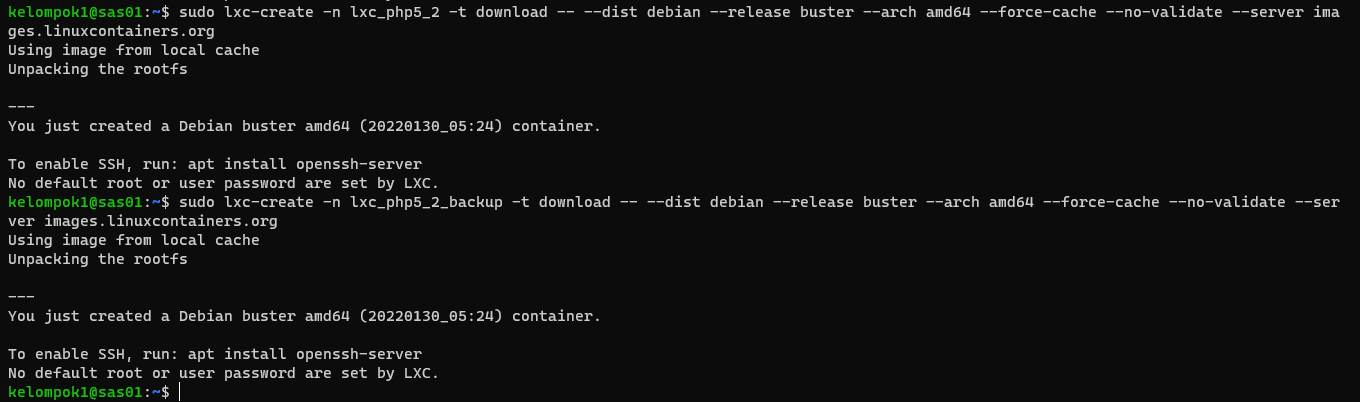 kelompok1@sas01:~$ sudo lxc-create -n lxc_php5_2 -t download -- --dist debian --release buster --arch amd64 --force-cache --no-validate --server ima
ges.linuxcontainers.org
Using image from local cache
Unpacking the rootfs
---
You just created a Debian buster amd64 (20220130_05:24) container.
To enable SSH, run: apt install openssh-server
No default root or user password are set by LXC.
kelompok1@sas01:~$ sudo lxc-create -n lxc_php5_2_backup -t download -- --dist debian --release buster --arch amd64 --force-cache --no-validate --ser
ver images.linuxcontainers.org
Using image from local cache
Unpacking the rootfs
---
You just created a Debian buster amd64 (20220130_05:24) container.
To enable SSH, run: apt install openssh-server
No default root or user password are set by LXC.
kelompok1@sas01:~$